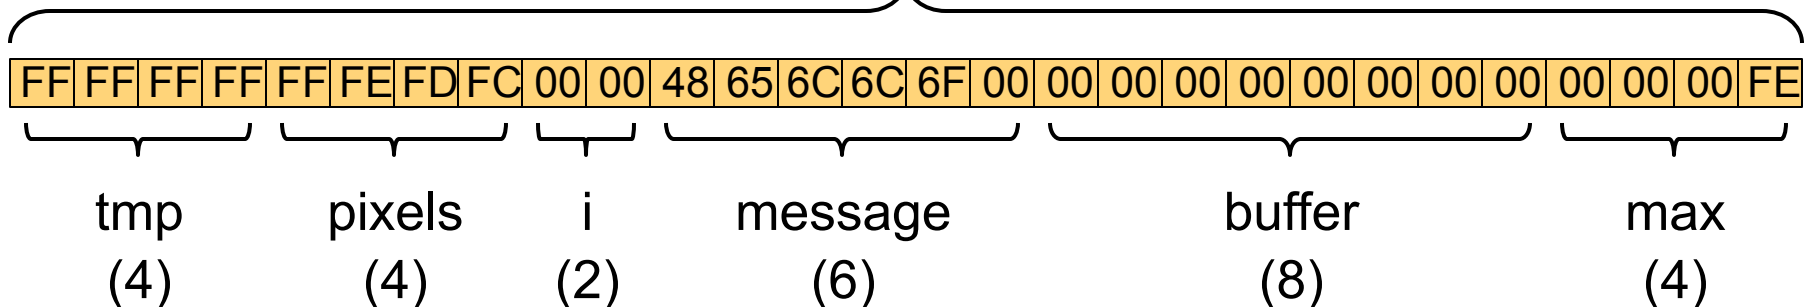 FF FF FF FF FF FE FD FC 00 00 48 65 6C 6C 6F 00 00 00 00 00 00 00 00 00 00 00 00 FE
tmp pixels i message buffer max
(4) (4) (2) (6) (8) (4)